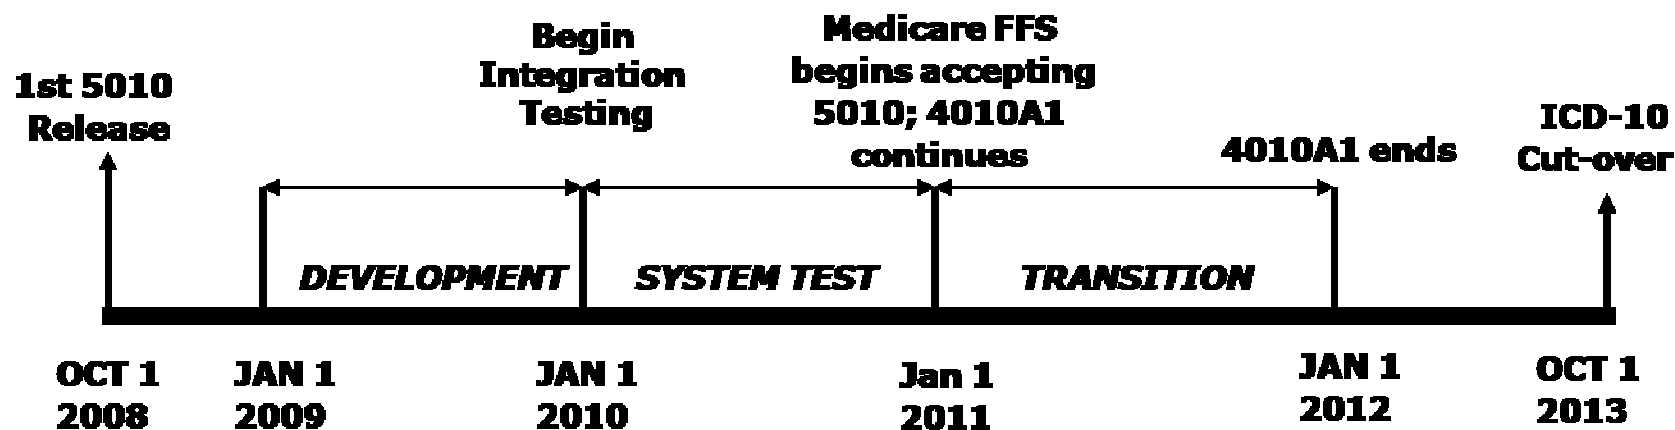 1st 5010
Release
Begin
Integration
Testing
Medicare FFS
begins accepting
5010; 4010A1
continues
4010A1 ends
ICD-10
Cut-over
DEVELOPMENT
SYSTEM TEST
TRANSITION
OCT 1
2008
JAN 1
2009
JAN 1
2010
Jan 1
2011
JAN 1
2012
OCT 1
2013